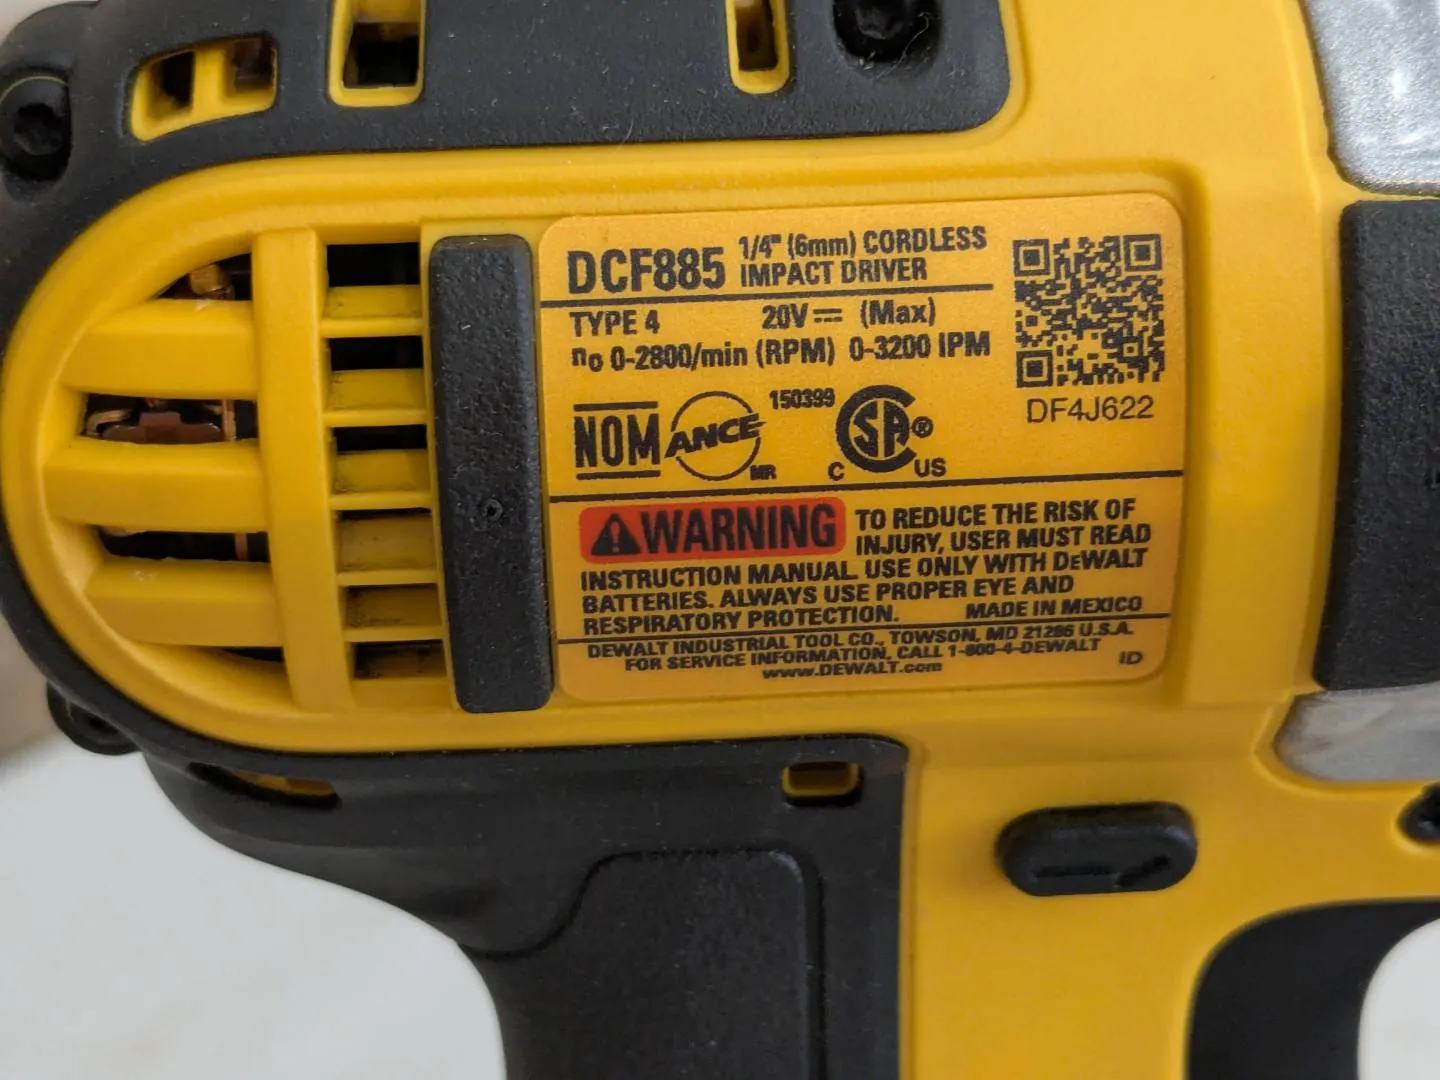 DCF885 1/4" (6mm) CORDLESS
IMPACT DRIVER
TYPE 4 20V⎓ (Max)
no 0-2800/min (RPM) 0-3200 IPM
DF4J622
NOM ANCE 150399 SA®
MR C US
⚠WARNING TO REDUCE THE RISK OF
INJURY, USER MUST READ
INSTRUCTION MANUAL. USE ONLY WITH DeWALT
BATTERIES. ALWAYS USE PROPER EYE AND
RESPIRATORY PROTECTION. MADE IN MEXICO
DEWALT INDUSTRIAL TOOL CO., TOWSON, MD 21286 U.S.A.
FOR SERVICE INFORMATION, CALL 1-800-4-DEWALT
www.DEWALT.com ID